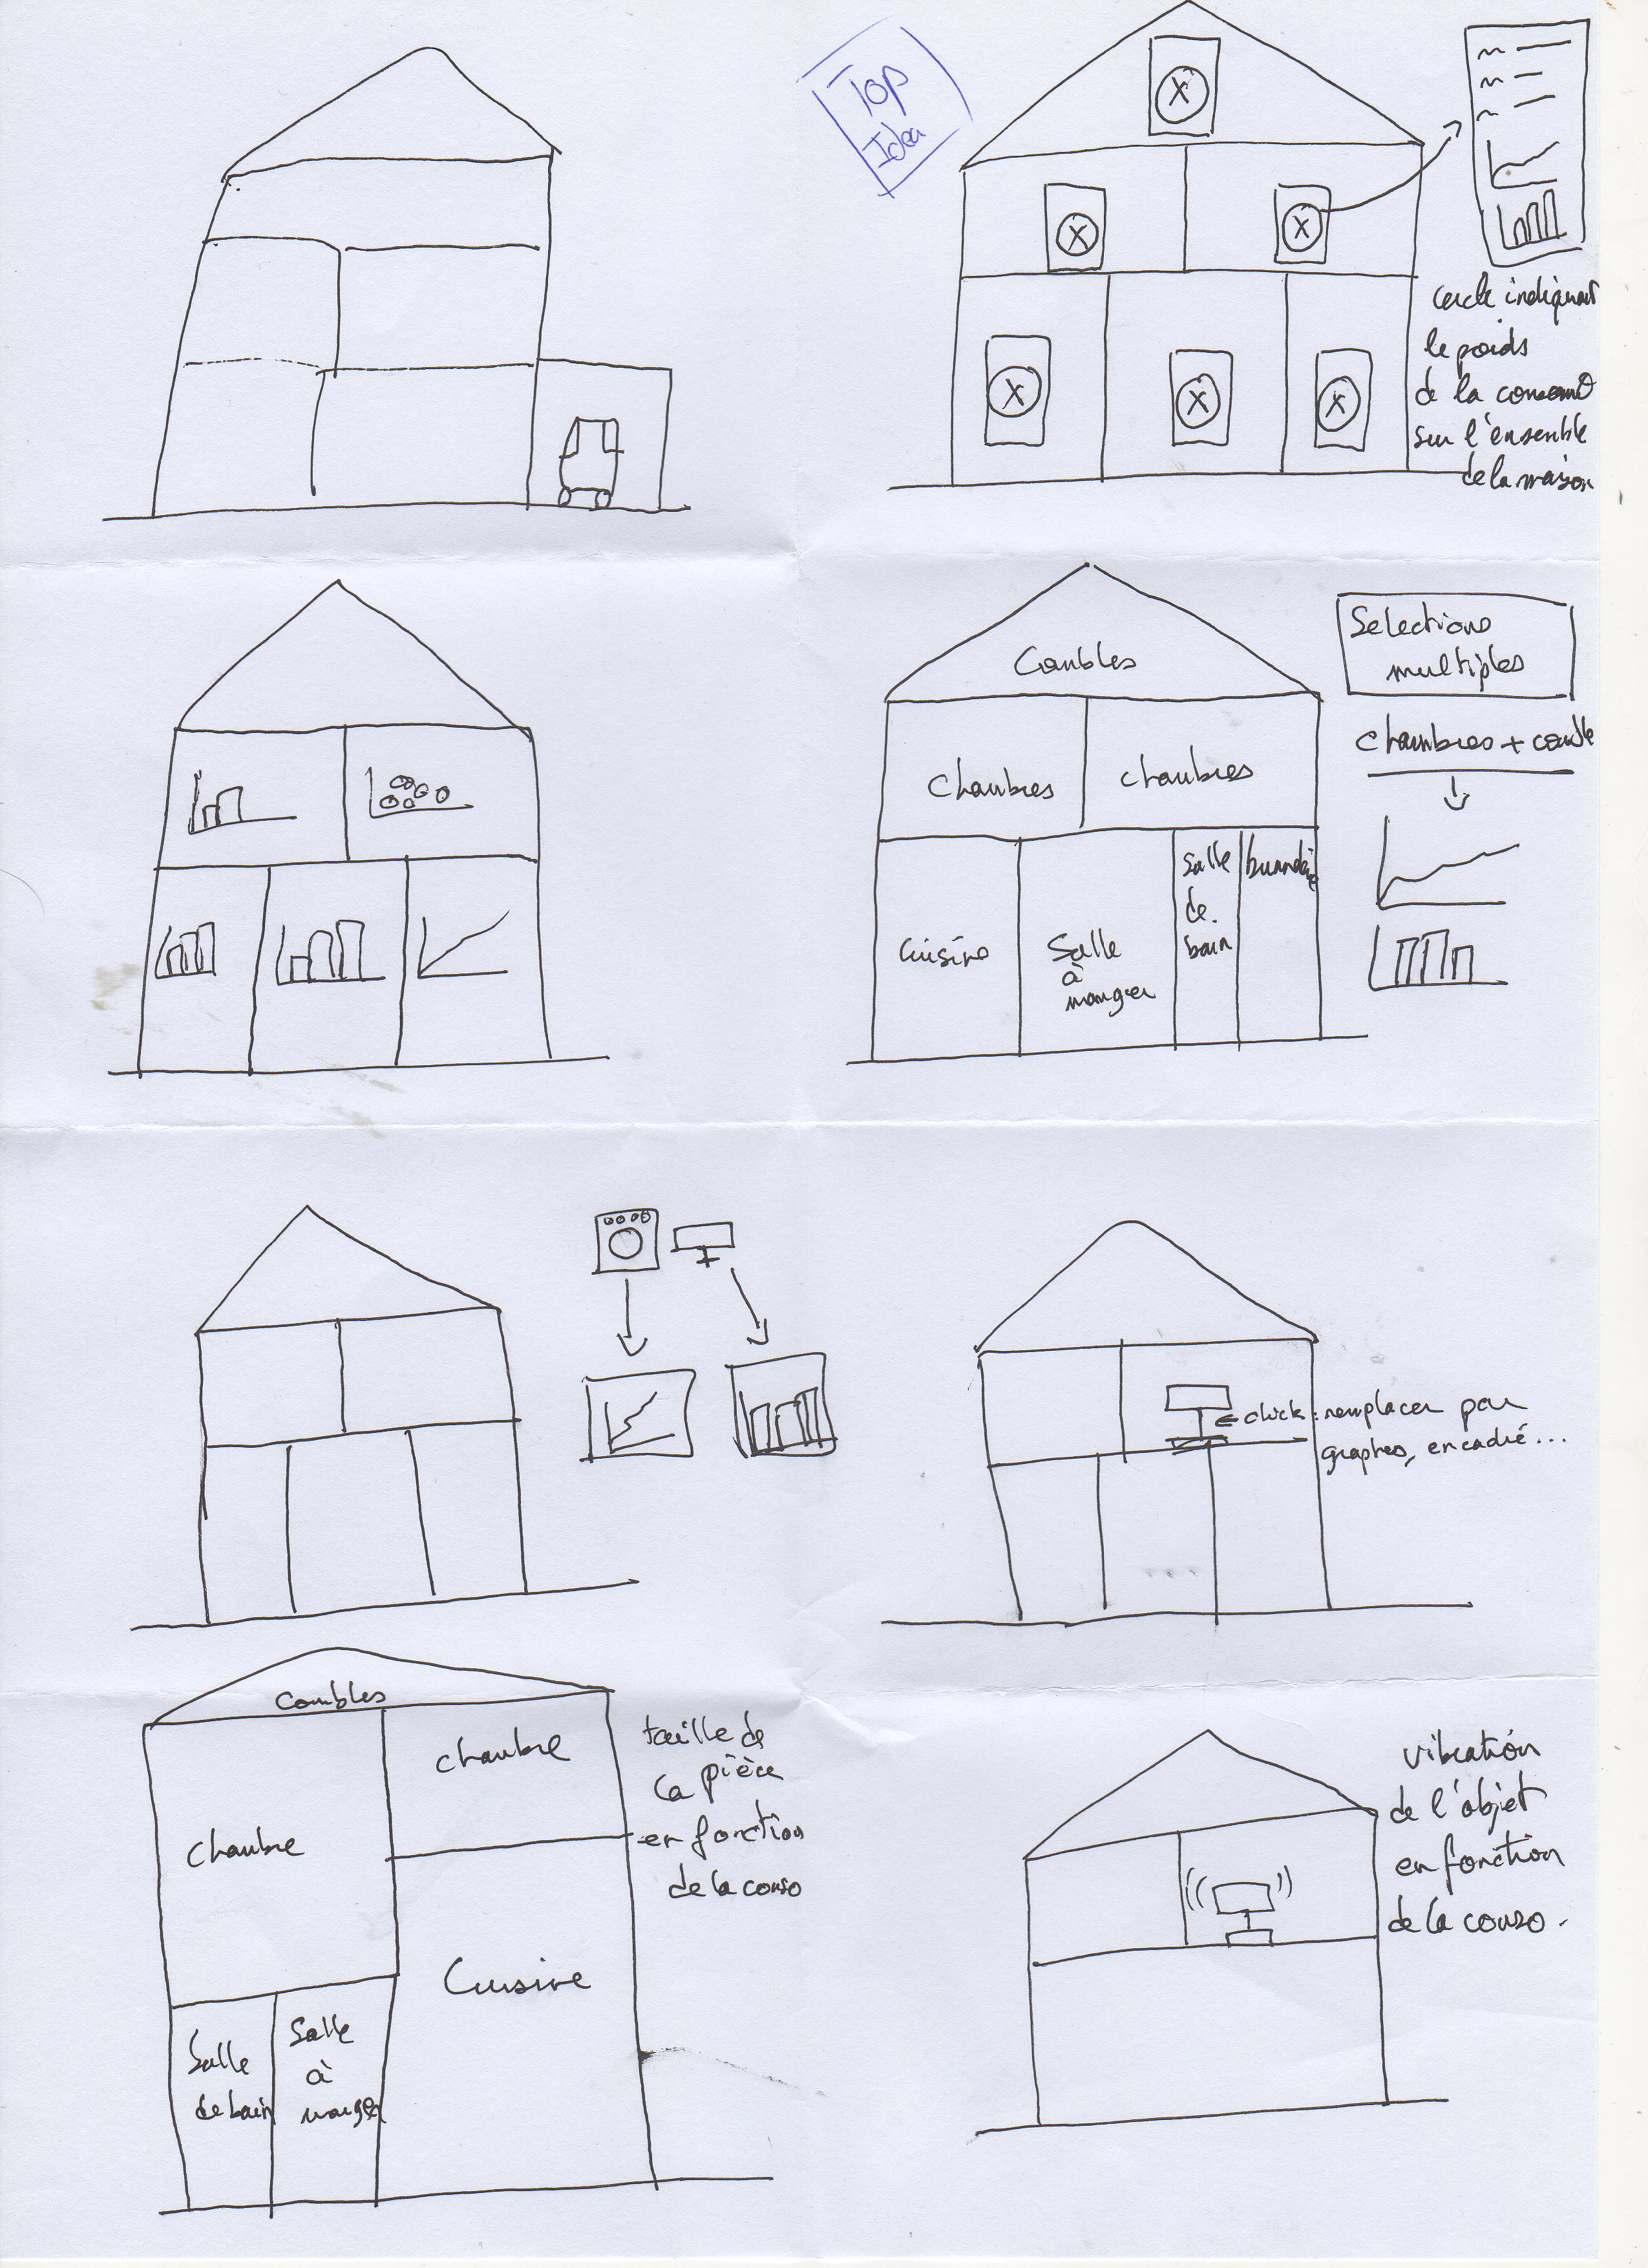 Top
Idea
X
X
X
X
X
X
cercle indiquant
le poids
de la consommo
sur l'ensemble
de la maison
Combles
Chambres
chambres
Cuisine
Salle
à
manger
Salle
de
bain
buanderie
Selections
multiples
Chambres + comble
click : remplacer par
graphes, encadré...
Combles
Chambre
chambre
Cuisine
Salle
de bain
Salle
à
manger
taille de
la pièce
en fonction
de la conso
vibration
de l'objet
en fonction
de la conso.